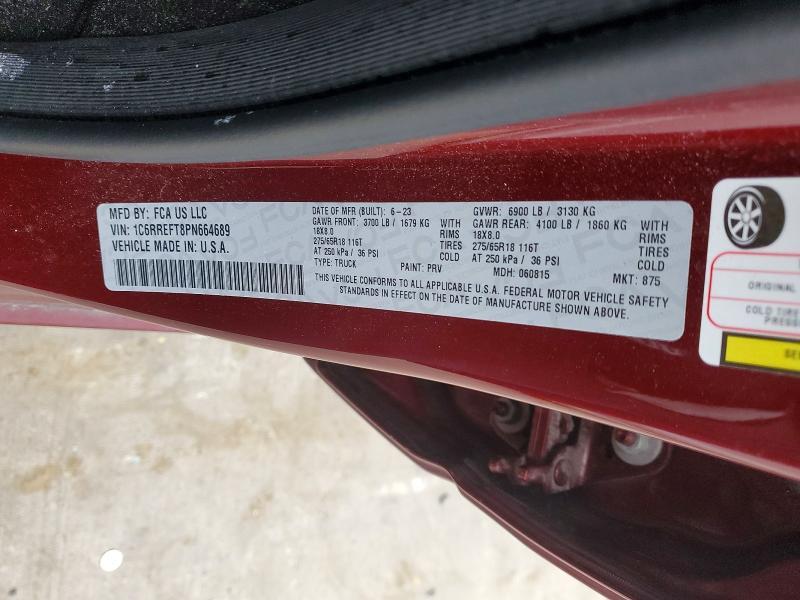 MFD BY: FCA US LLC
VIN: 1C6RREFT8PN664689
VEHICLE MADE IN U.S.A.
DATE OF MFR (BUILT): 6-23
GAWR FRONT: 3700 LB / 1679 KG
18X8.0 RIMS
275/65R18 116T TIRES
AT 250 kPa / 36 PSI COLD
TYPE: TRUCK PAINT: PRV
GVWR: 6900 LB / 3130 KG
GAWR REAR: 4100 LB / 1860 KG
WITH
18X8.0 RIMS
275/65R18 116T TIRES
AT 250 kPa / 36 PSI COLD
MDH: 060815 MKT: 875
THIS VEHICLE CONFORMS TO ALL APPLICABLE U.S.A. FEDERAL MOTOR VEHICLE SAFETY
STANDARDS IN EFFECT ON THE DATE OF MANUFACTURE SHOWN ABOVE.
ORIGINAL
COLD TIRE